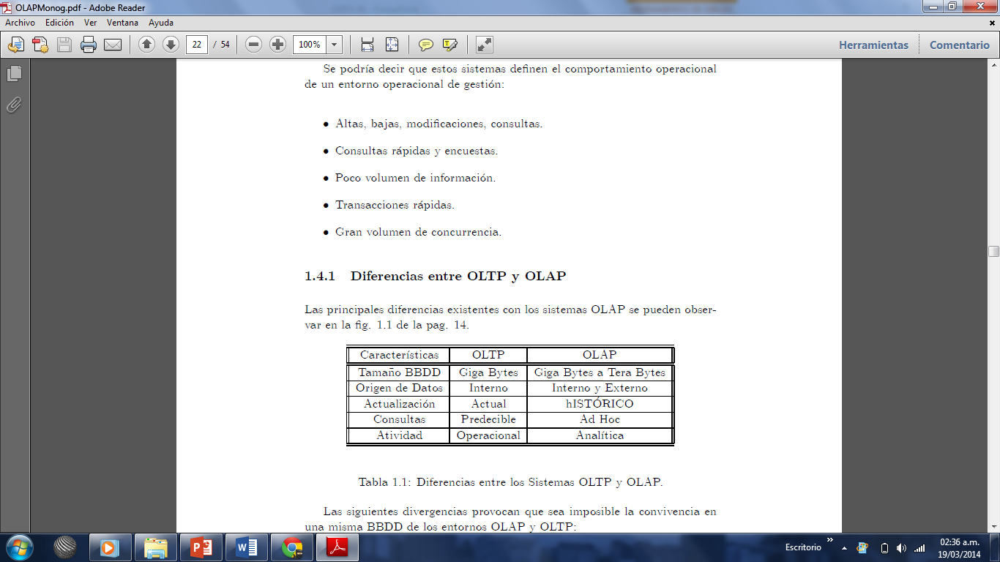 OLAPMonog.pdf - Adobe Reader
Archivo Edición Ver Ventana Ayuda
22 / 54 100% Herramientas Comentario
Se podría decir que estos sistemas definen el comportamiento operacional
de un entorno operacional de gestión:
• Altas, bajas, modificaciones, consultas.
• Consultas rápidas y encuestas.
• Poco volumen de información.
• Transacciones rápidas.
• Gran volumen de concurrencia.
1.4.1 Diferencias entre OLTP y OLAP
Las principales diferencias existentes con los sistemas OLAP se pueden obser-
var en la fig. 1.1 de la pag. 14.
Características OLTP OLAP
Tamaño BBDD Giga Bytes Giga Bytes a Tera Bytes
Origen de Datos Interno Interno y Externo
Actualización Actual hISTÓRICO
Consultas Predecible Ad Hoc
Atividad Operacional Analítica
Tabla 1.1: Diferencias entre los Sistemas OLTP y OLAP.
Las siguientes divergencias provocan que sea imposible la convivencia en
una misma BBDD de los entornos OLAP y OLTP:
Escritorio » 02:36 a.m.
19/03/2014